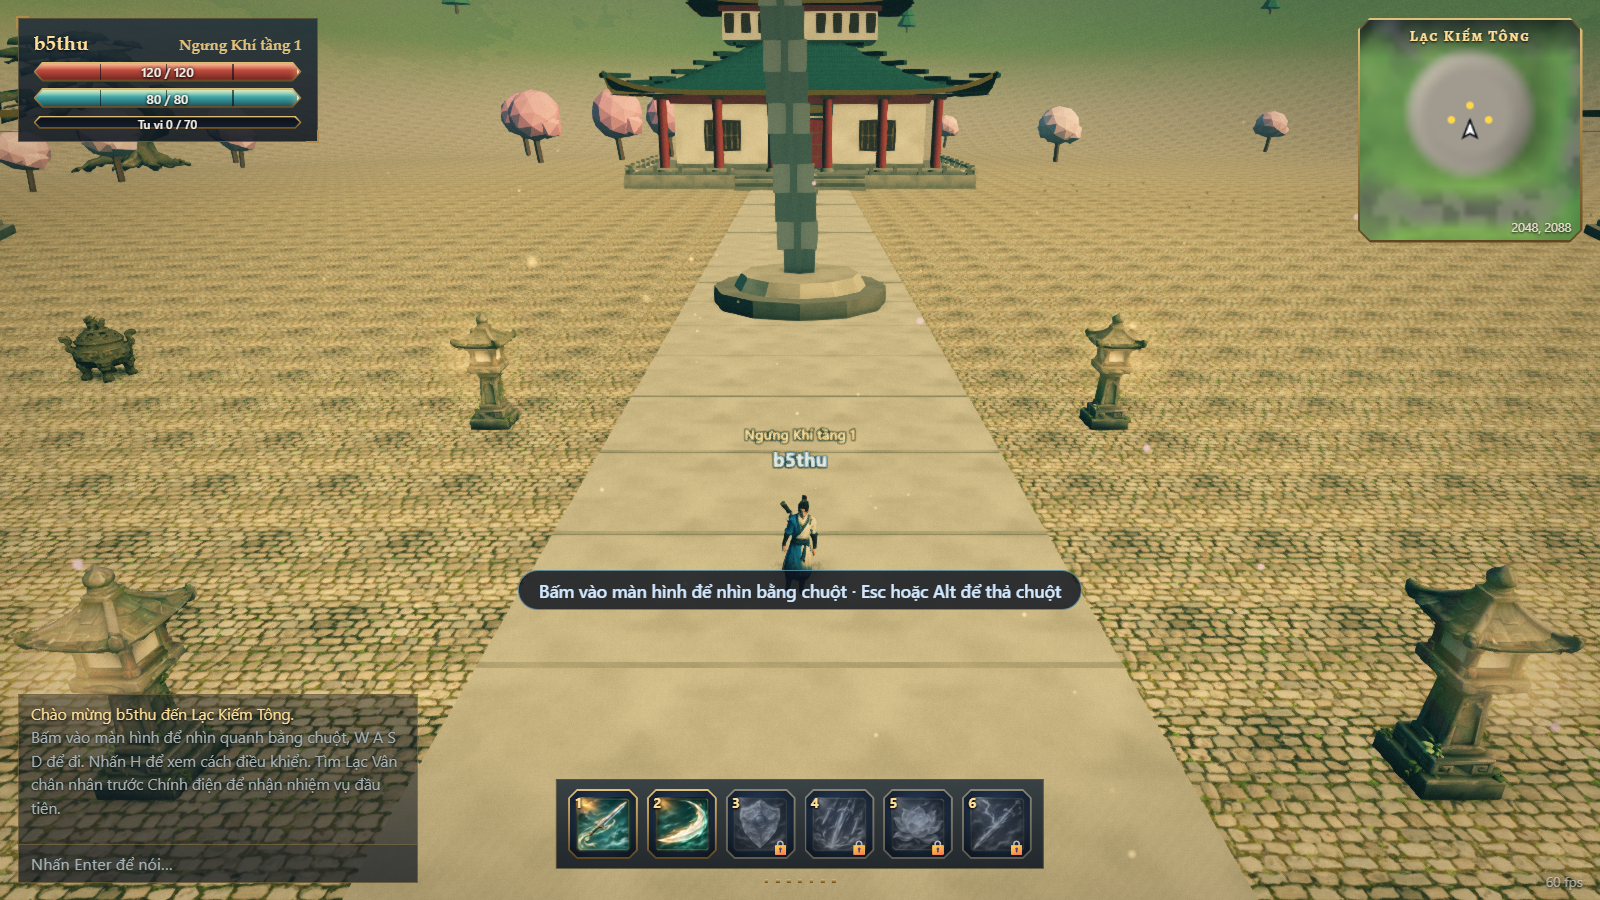 b5thu
Ngưng Khí tầng 1
120 / 120
80 / 80
Tu vi 0 / 70
Lạc Kiếm Tông
2048, 2088
Ngưng Khí tầng 1
b5thu
Bấm vào màn hình để nhìn bằng chuột · Esc hoặc Alt để thả chuột
Chào mừng b5thu đến Lạc Kiếm Tông.
Bấm vào màn hình để nhìn quanh bằng chuột, W A S
D để đi. Nhấn H để xem cách điều khiển. Tìm Lạc Vân
chân nhân trước Chính điện để nhận nhiệm vụ đầu
tiên.
Nhấn Enter để nói...
1
2
3
4
5
6
60 fps